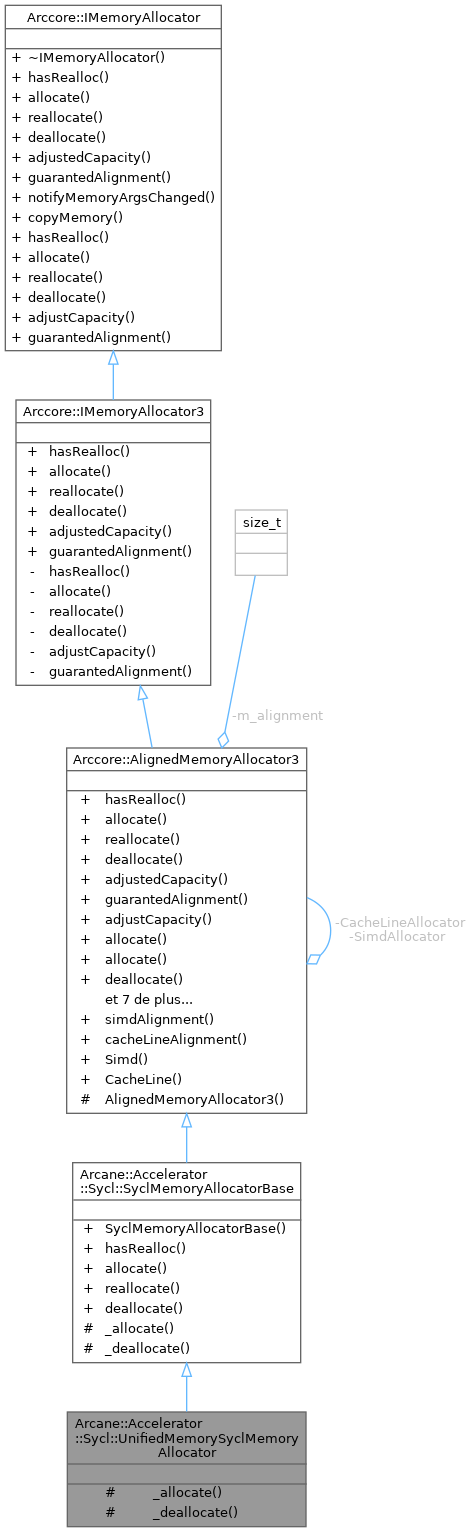 Arccore::IMemoryAllocator
+ ~IMemoryAllocator()
+ hasRealloc()
+ allocate()
+ reallocate()
+ deallocate()
+ adjustedCapacity()
+ guarantedAlignment()
+ notifyMemoryArgsChanged()
+ copyMemory()
+ hasRealloc()
+ allocate()
+ reallocate()
+ deallocate()
+ adjustCapacity()
+ guarantedAlignment()
Arccore::IMemoryAllocator3
+ hasRealloc()
+ allocate()
+ reallocate()
+ deallocate()
+ adjustedCapacity()
+ guarantedAlignment()
- hasRealloc()
- allocate()
- reallocate()
- deallocate()
- adjustCapacity()
- guarantedAlignment()
size_t
-m_alignment
Arccore::AlignedMemoryAllocator3
+ hasRealloc()
+ allocate()
+ reallocate()
+ deallocate()
+ adjustedCapacity()
+ guarantedAlignment()
+ adjustCapacity()
+ allocate()
+ allocate()
+ deallocate()
et 7 de plus...
+ simdAlignment()
+ cacheLineAlignment()
+ Simd()
+ CacheLine()
# AlignedMemoryAllocator3()
-CacheLineAllocator
-SimdAllocator
Arcane::Accelerator
::Sycl::SyclMemoryAllocatorBase
+ SyclMemoryAllocatorBase()
+ hasRealloc()
+ allocate()
+ reallocate()
+ deallocate()
# _allocate()
# _deallocate()
Arcane::Accelerator
::Sycl::UnifiedMemorySyclMemory
Allocator
# _allocate()
# _deallocate()